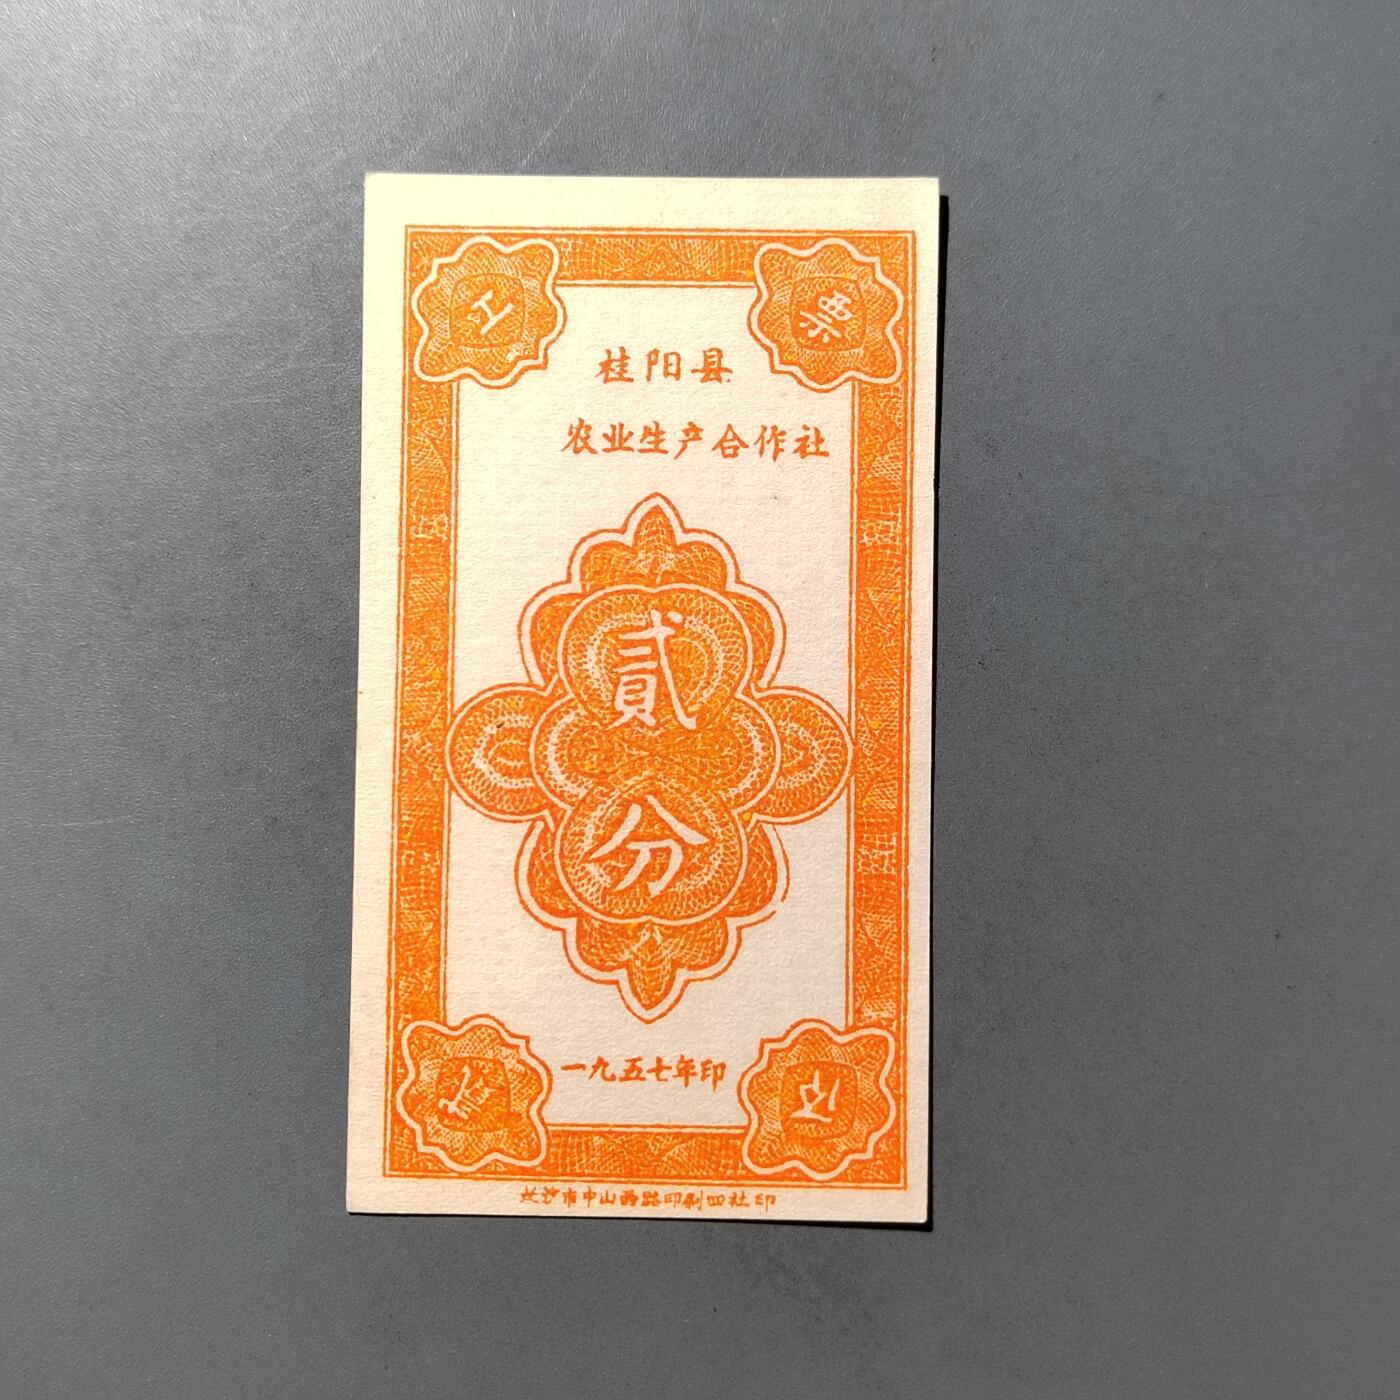 工 票
桂阳县
农业生产合作社
贰
分
一九五七年印
长沙市中山西路印刷四社印